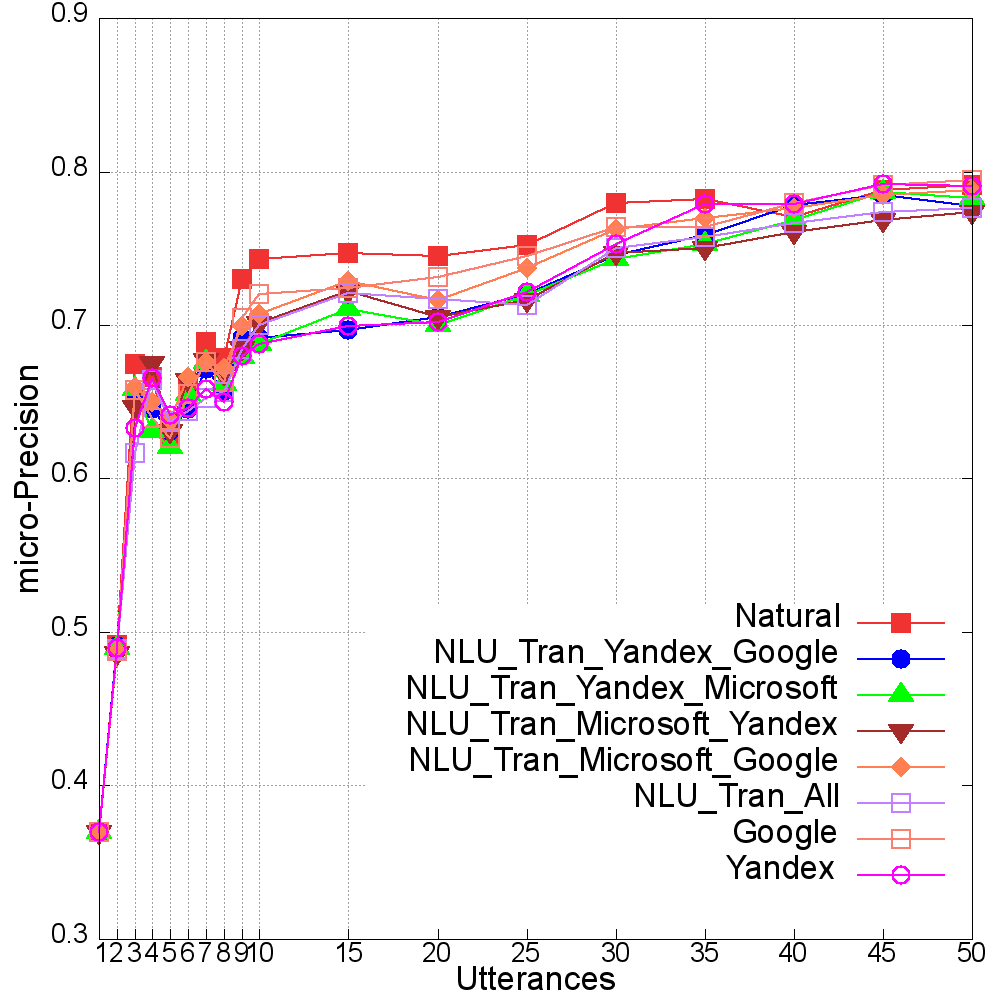 0.9
0.8
0.7
0.6
0.5
0.4
0.3
micro-Precision
Natural
NLU_Tran_Yandex_Google
NLU_Tran_Yandex_Microsoft
NLU_Tran_Microsoft_Yandex
NLU_Tran_Microsoft_Google
NLU_Tran_All
Google
Yandex
1 2 3 4 5 6 7 8 9 10 15 20 25 30 35 40 45 50
Utterances